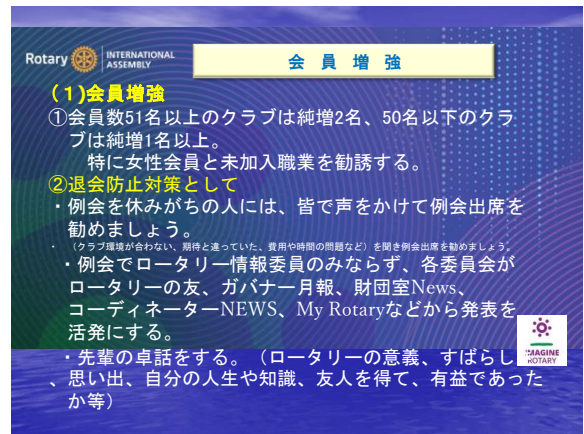 Rotary INTERNATIONAL
ASSEMBLY
会員増強
（１)会員増強
①会員数51名以上のクラブは純増2名、50名以下のクラ
ブは純増1名以上。
特に女性会員と未加入職業を勧誘する。
②退会防止対策として
・例会を休みがちの人には、皆で声をかけて例会出席を
勧めましょう。
・（クラブ環境が合わない、期待と違っていた、費用や時間の問題など）を聞き例会出席を勧めましょう。
・例会でロータリー情報委員のみならず、各委員会が
ロータリーの友、ガバナー月報、財団室News、
コーディネーターNEWS、My Rotaryなどから発表を
活発にする。
・先輩の卓話をする。（ロータリーの意義、すばらし
、思い出、自分の人生や知識、友人を得て、有益であった
か等）
IMAGINE
ROTARY